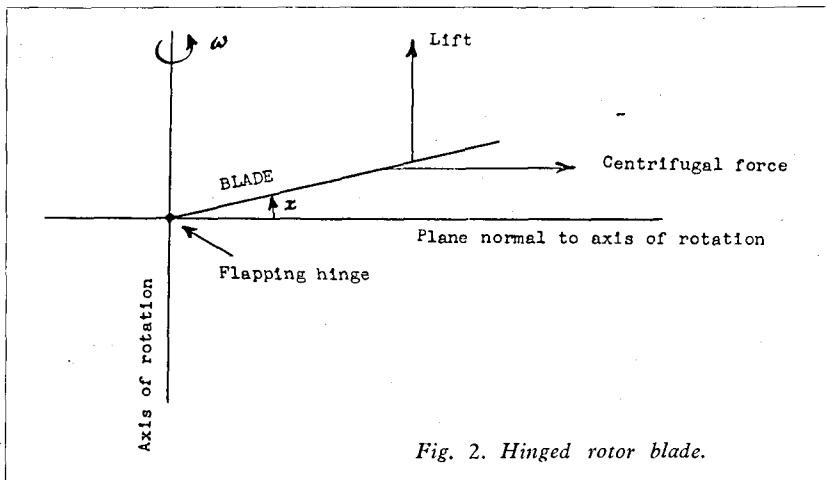 ω
Lift
Centrifugal force
BLADE
x
Plane normal to axis of rotation
Flapping hinge
Axis of rotation
Fig. 2. Hinged rotor blade.